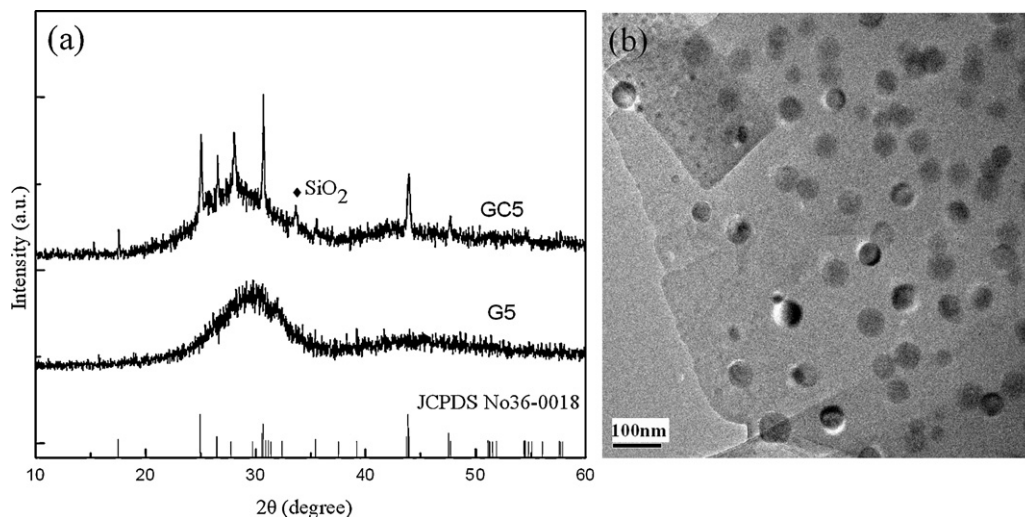 (a)
SiO2
GC5
G5
JCPDS No36-0018
Intensity (a.u.)
10 20 30 40 50 60
2θ (degree)
(b)
100nm